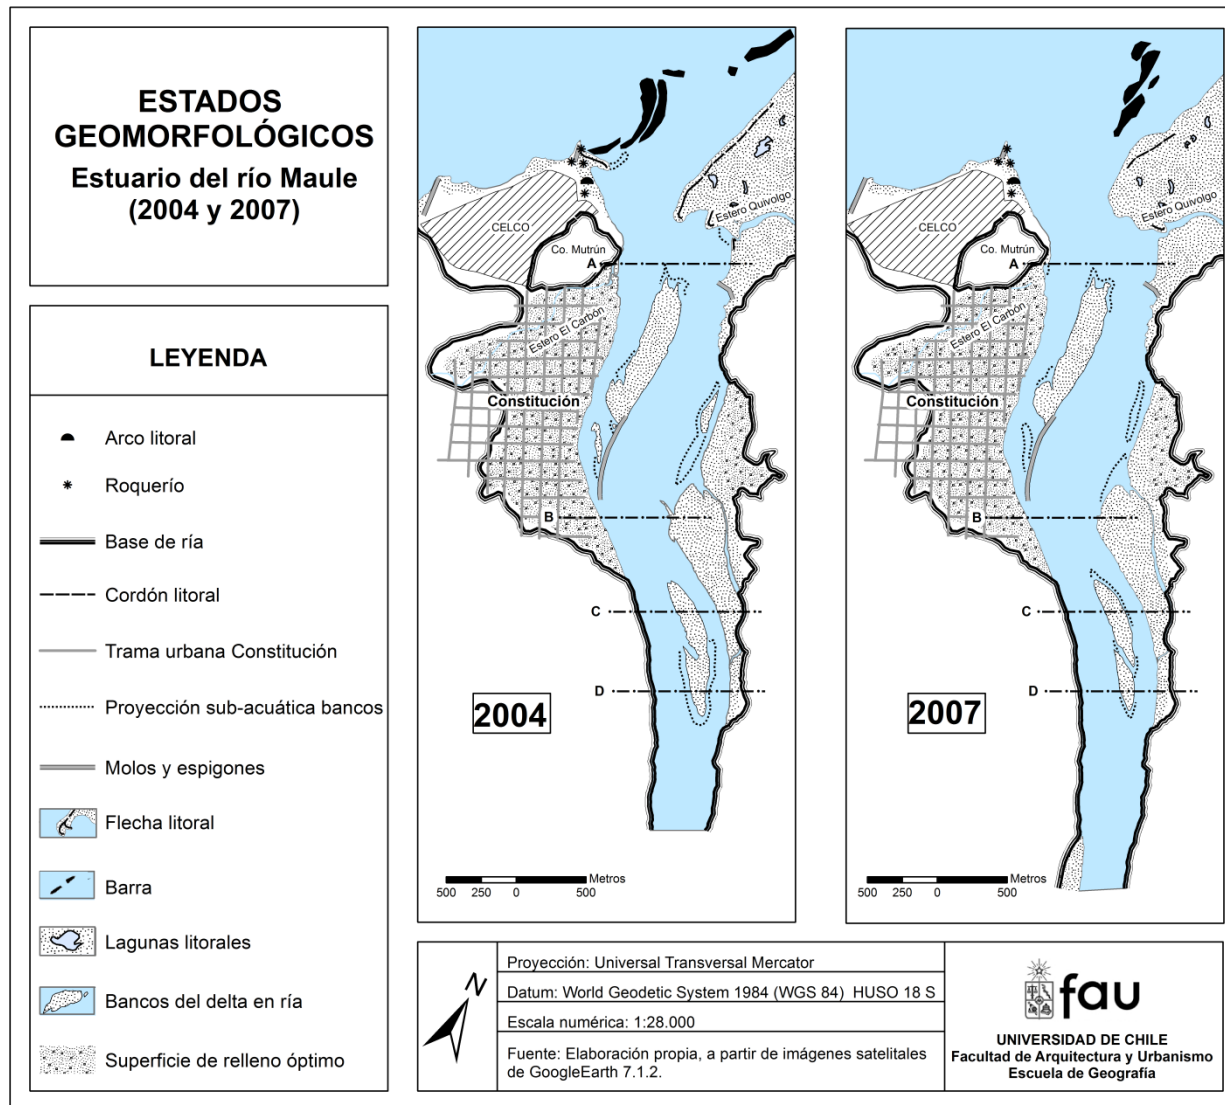 ESTADOS
GEOMORFOLÓGICOS
Estuario del río Maule
(2004 y 2007)
LEYENDA
Arco litoral
Roquerío
Base de ría
Cordón litoral
Trama urbana Constitución
Proyección sub-acuática bancos
Molos y espigones
Flecha litoral
Barra
Lagunas litorales
Bancos del delta en ría
Superficie de relleno óptimo
CELCO
Co. Mutrún
Estero Quivolgo
A
Estero El Carbón
Constitución
B
C
D
2004
Metros
500 250 0 500
CELCO
Co. Mutrún
Estero Quivolgo
A
Estero El Carbón
Constitución
B
C
D
2007
Metros
500 250 0 500
N
Proyección: Universal Transversal Mercator
Datum: World Geodetic System 1984 (WGS 84) HUSO 18 S
Escala numérica: 1:28.000
Fuente: Elaboración propia, a partir de imágenes satelitales
de GoogleEarth 7.1.2.
fau
UNIVERSIDAD DE CHILE
Facultad de Arquitectura y Urbanismo
Escuela de Geografía